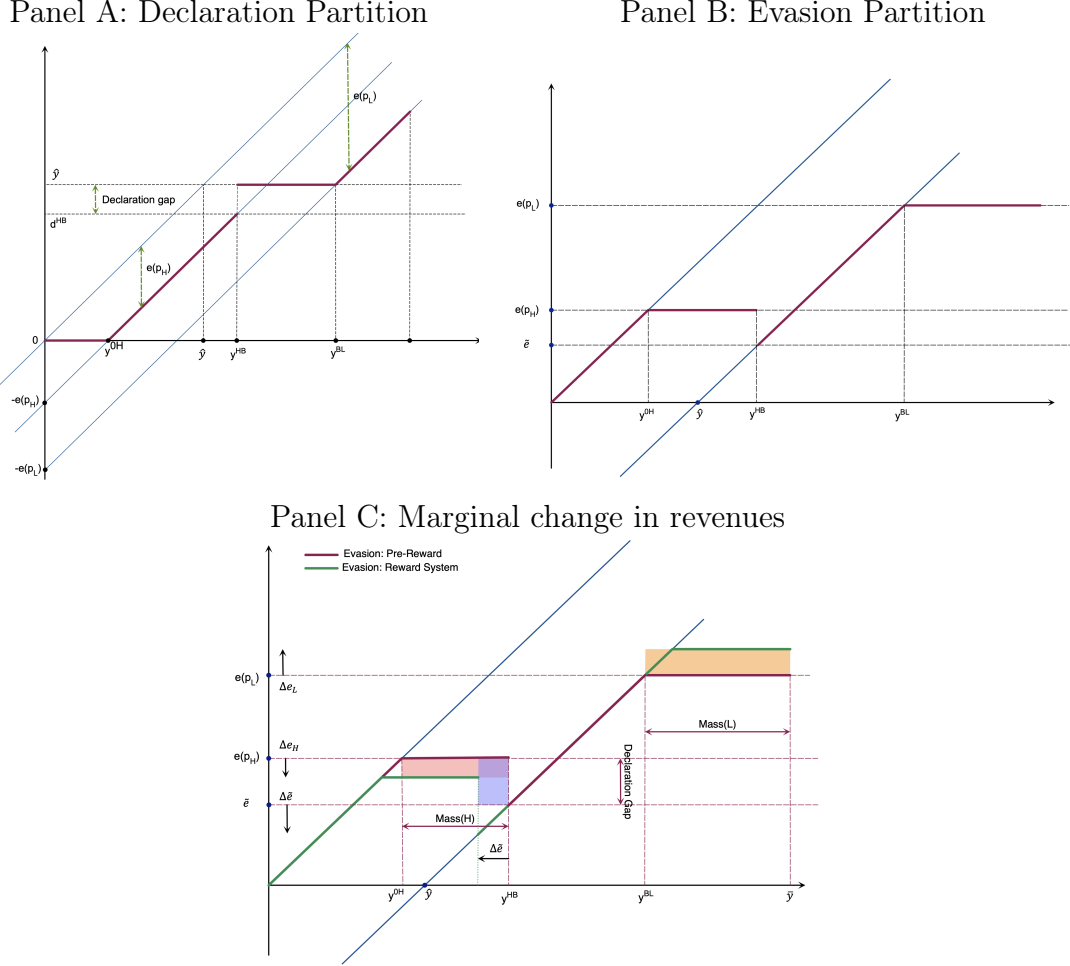 Panel A: Declaration Partition
e(p_L)
ŷ
Declaration gap
d^HB
e(p_H)
0
y^0H
ŷ
y^HB
y^BL
-e(p_H)
-e(p_L)
Panel B: Evasion Partition
e(p_L)
e(p_H)
ẽ
y^0H
ŷ
y^HB
y^BL
Panel C: Marginal change in revenues
Evasion: Pre-Reward
Evasion: Reward System
e(p_L)
Δe_L
Mass(L)
Δe_H
e(p_H)
Declaration Gap
Δẽ
ẽ
Mass(H)
Δẽ
y^0H
ŷ
y^HB
y^BL
ȳ